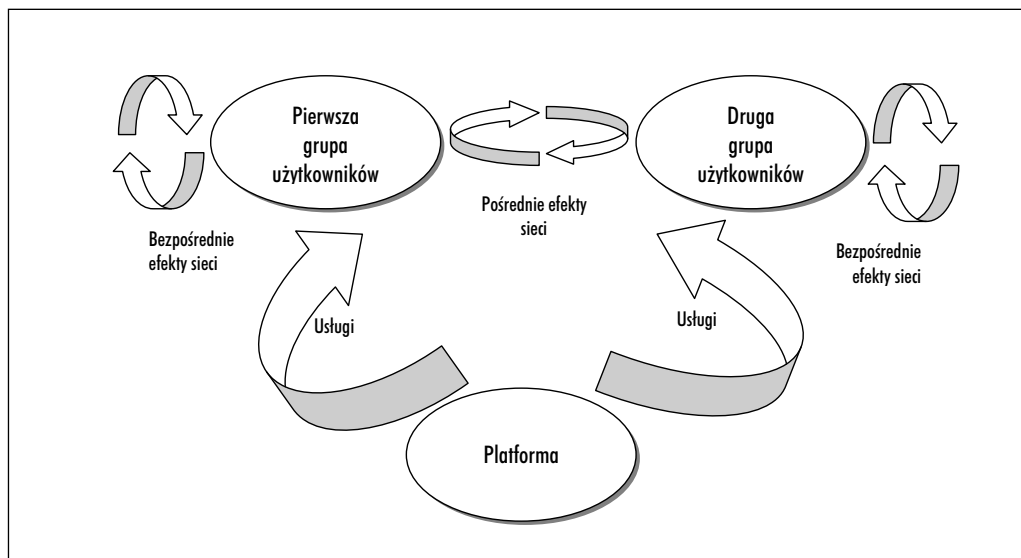 Pierwsza
grupa
użytkowników
Druga
grupa
użytkowników
Pośrednie efekty
sieci
Bezpośrednie
efekty sieci
Bezpośrednie
efekty sieci
Usługi
Usługi
Platforma